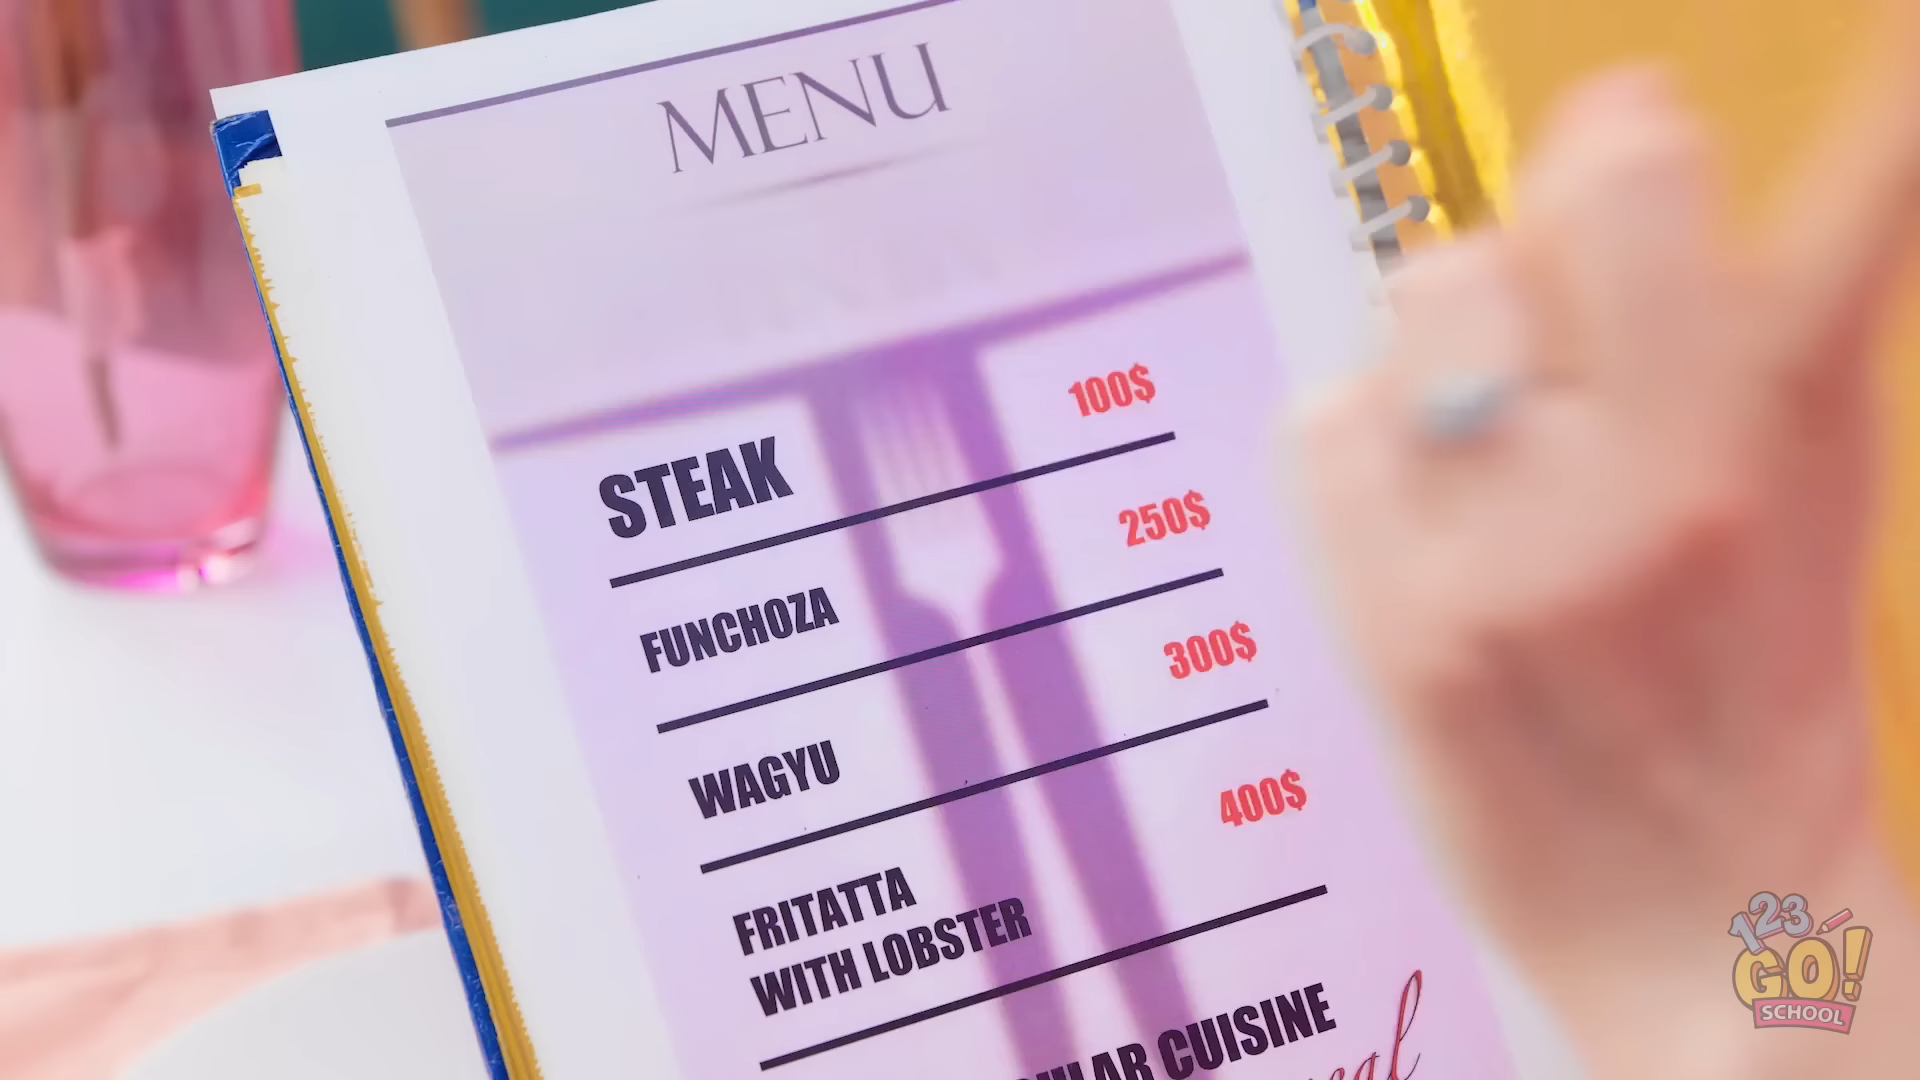 MENU
STEAK 100$
FUNCHOZA 250$
WAGYU 300$
FRITATTA 400$
WITH LOBSTER
CUISINE
123
GO!
SCHOOL